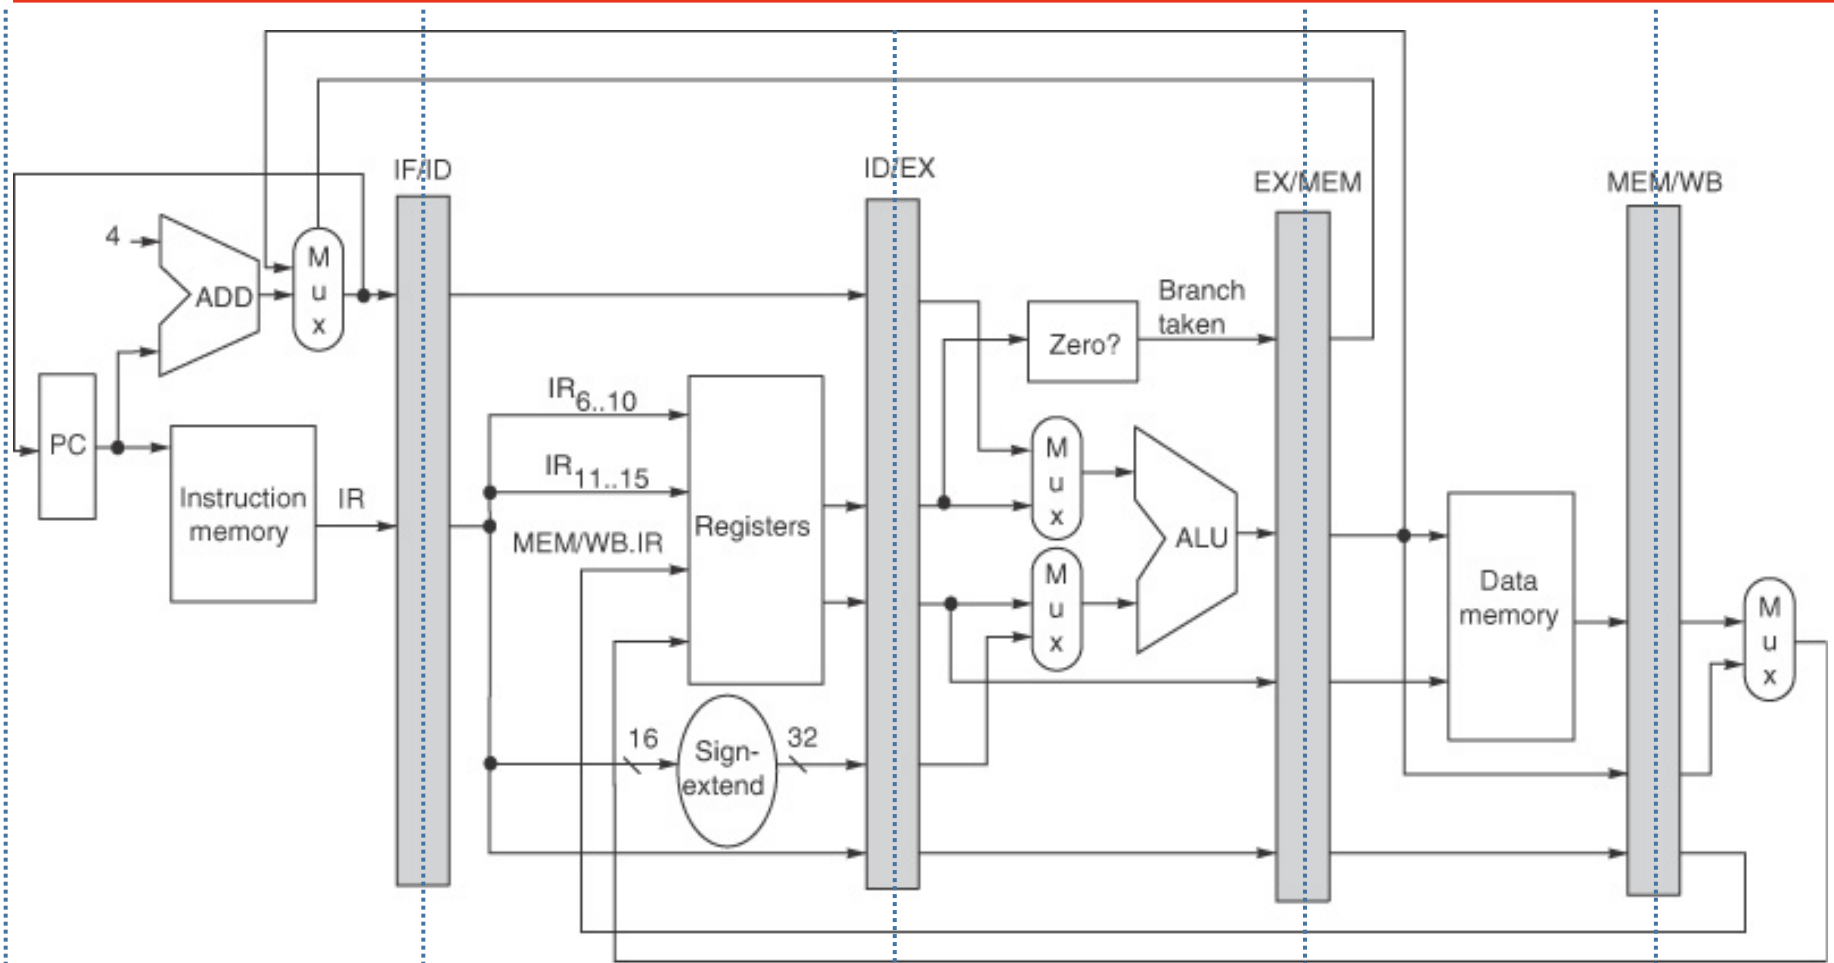 IF/ID
ID/EX
EX/MEM
MEM/WB
4
ADD
M
u
x
PC
Instruction
memory
IR
IR6..10
IR11..15
MEM/WB.IR
Registers
16
Sign-
extend
32
Zero?
Branch
taken
M
u
x
M
u
x
ALU
Data
memory
M
u
x